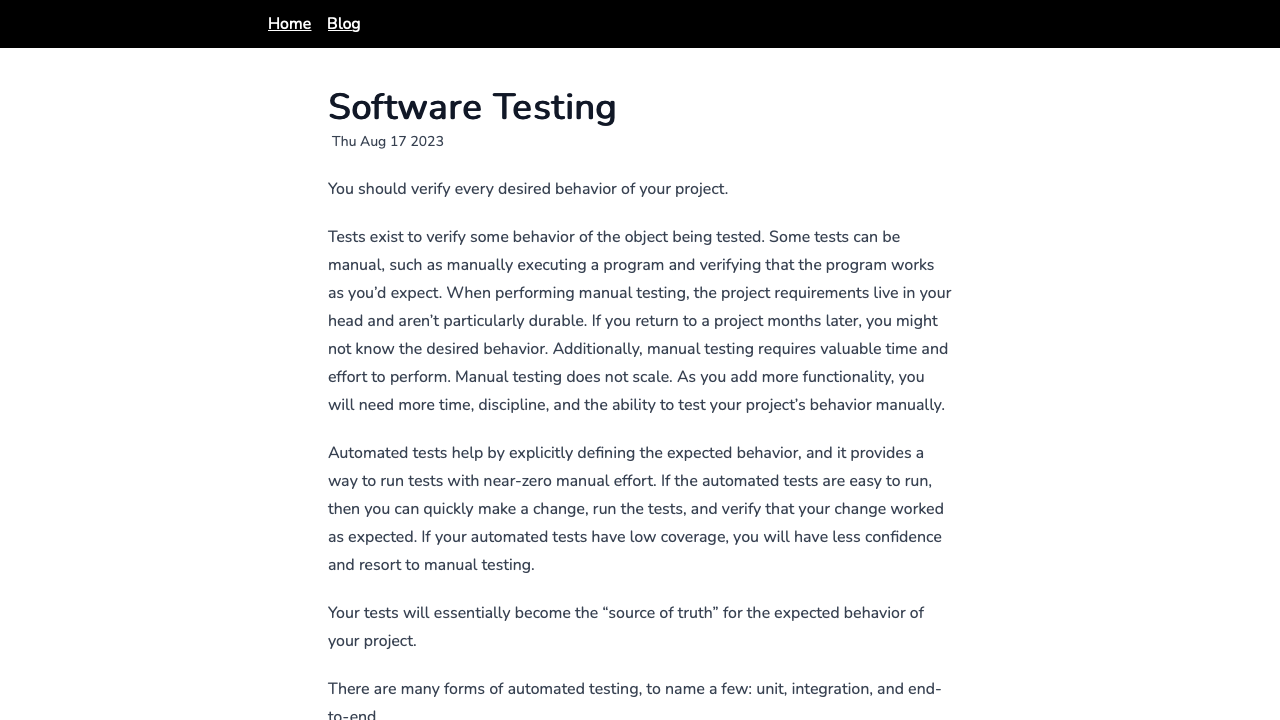 Home Blog
Software Testing
Thu Aug 17 2023
You should verify every desired behavior of your project.
Tests exist to verify some behavior of the object being tested. Some tests can be
manual, such as manually executing a program and verifying that the program works
as you’d expect. When performing manual testing, the project requirements live in your
head and aren’t particularly durable. If you return to a project months later, you might
not know the desired behavior. Additionally, manual testing requires valuable time and
effort to perform. Manual testing does not scale. As you add more functionality, you
will need more time, discipline, and the ability to test your project’s behavior manually.
Automated tests help by explicitly defining the expected behavior, and it provides a
way to run tests with near-zero manual effort. If the automated tests are easy to run,
then you can quickly make a change, run the tests, and verify that your change worked
as expected. If your automated tests have low coverage, you will have less confidence
and resort to manual testing.
Your tests will essentially become the “source of truth” for the expected behavior of
your project.
There are many forms of automated testing, to name a few: unit, integration, and end-
to-end